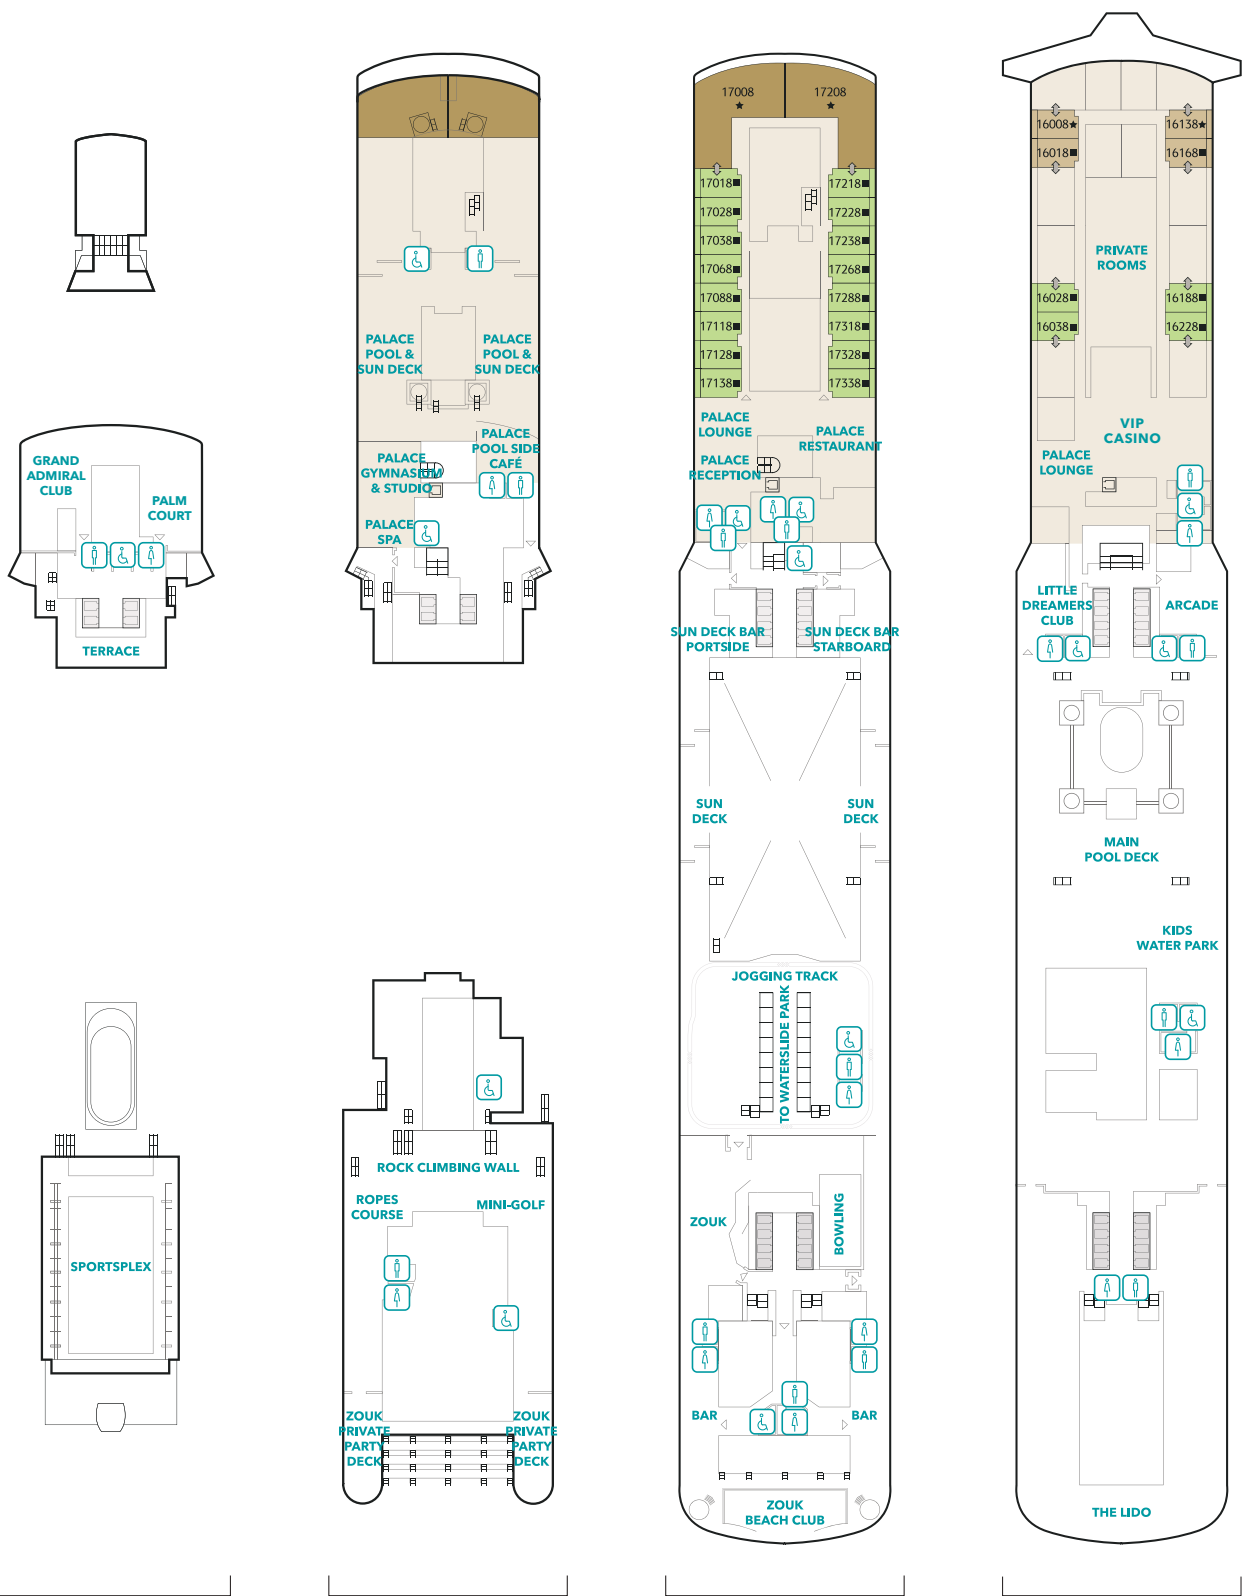 GRAND
ADMIRAL
CLUB
PALM
COURT
TERRACE
SPORTSPLEX
PALACE
POOL &
SUN DECK
PALACE
POOL &
SUN DECK
PALACE
POOL SIDE
CAFÉ
PALACE
GYMNASIUM
& STUDIO
PALACE
SPA
ROCK CLIMBING WALL
ROPES
COURSE
MINI-GOLF
ZOUK
PRIVATE
PARTY
DECK
ZOUK
PRIVATE
PARTY
DECK
17008
17208
17018
17218
17028
17228
17038
17238
17068
17268
17088
17288
17118
17318
17128
17328
17138
17338
PALACE
LOUNGE
PALACE
RESTAURANT
PALACE
RECEPTION
SUN DECK BAR
PORTSIDE
SUN DECK BAR
STARBOARD
SUN
DECK
SUN
DECK
JOGGING TRACK
TO WATERSLIDE PARK
ZOUK
BOWLING
BAR
BAR
ZOUK
BEACH CLUB
16008
16138
16018
16168
PRIVATE
ROOMS
16028
16188
16038
16228
VIP
CASINO
PALACE
LOUNGE
LITTLE
DREAMERS
CLUB
ARCADE
MAIN
POOL DECK
KIDS
WATER PARK
THE LIDO